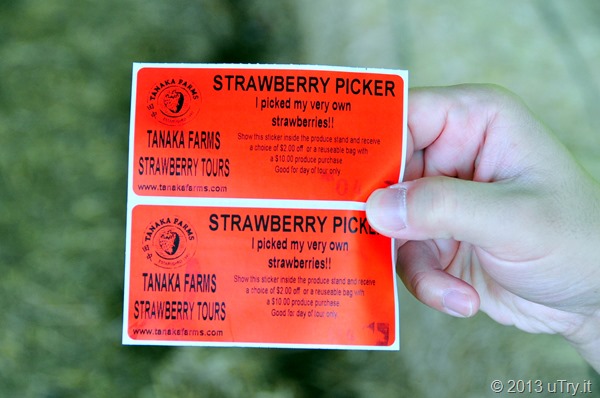 TANAKA FARMS
TANAKA FARMS
STRAWBERRY TOURS
www.tanakafarms.com
STRAWBERRY PICKER
I picked my very own
strawberries!!
Show this sticker inside the produce stand and receive
a choice of $2.00 off or a reuseable bag with
a $10.00 produce purchase
Good for day of tour only
TANAKA FARMS
TANAKA FARMS
STRAWBERRY TOURS
www.tanakafarms.com
STRAWBERRY PICKE
I picked my very own
strawberries!!
Show this sticker inside the produce stand and receive
a choice of $2.00 off or a reuseable bag with
a $10.00 produce purchase
Good for day of tour only
© 2013 uTry.it